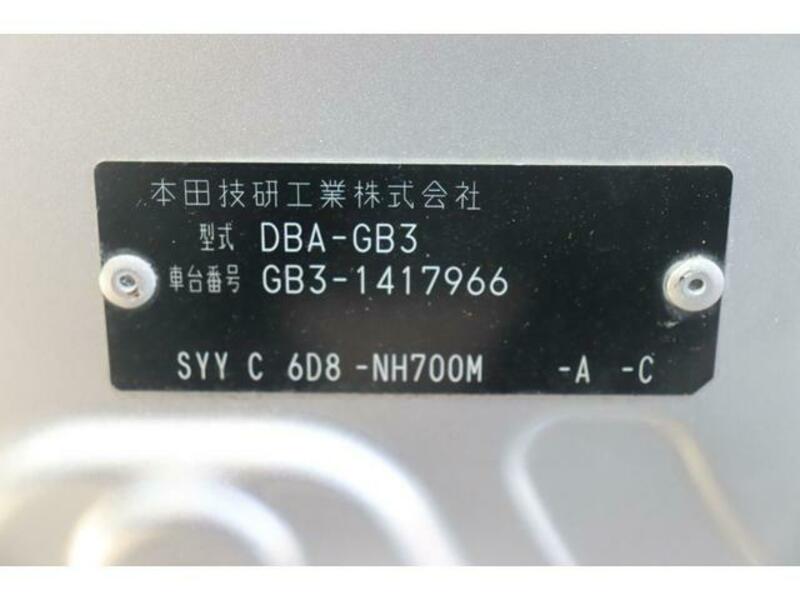 本田技研工業株式会社
型式 DBA-GB3
車台番号 GB3-1417966
SYY C 6D8 -NH700M -A -C